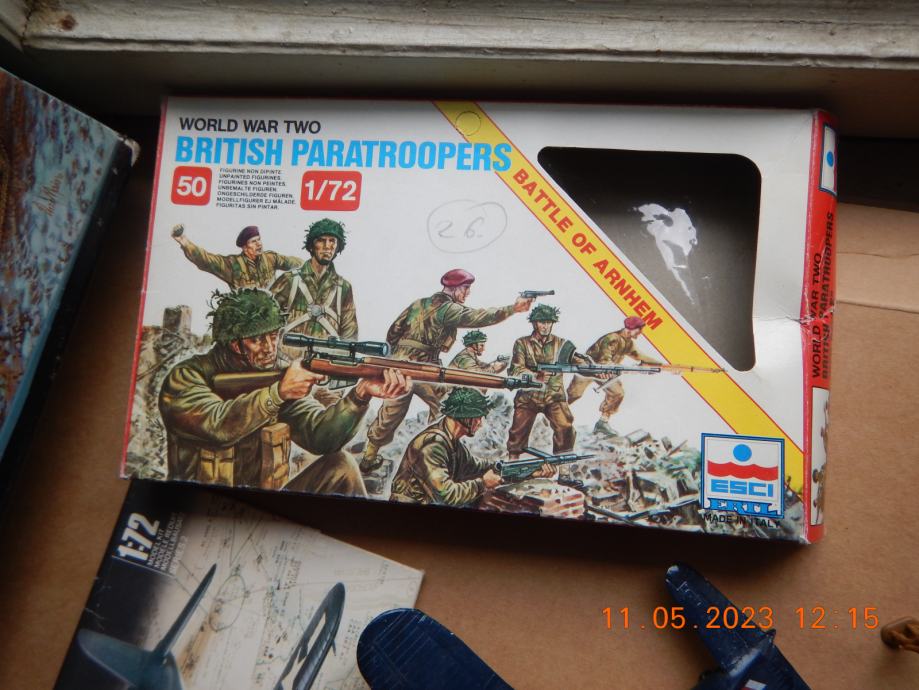 WORLD WAR TWO
BRITISH PARATROOPERS
50
FIGURINE NON DIPINTE.
UNPAINTED FIGURINES.
FIGURINES NON PEINTES.
UNBEMALTE FIGUREN.
ONGESCHILDERDE FIGUREN.
MODELLFIGURER EJ MÅLADE.
FIGURITAS SIN PINTAR.
1/72
26.
BATTLE OF ARNHEM
ESCI
ERTL
MADE IN ITALY
WORLD WAR TWO
BRITISH PARATROOPERS
1:72
11.05.2023 12:15